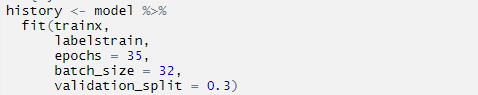 history <- model %>%
fit(trainx,
labelstrain,
epochs = 35,
batch_size = 32,
validation_split = 0.3)